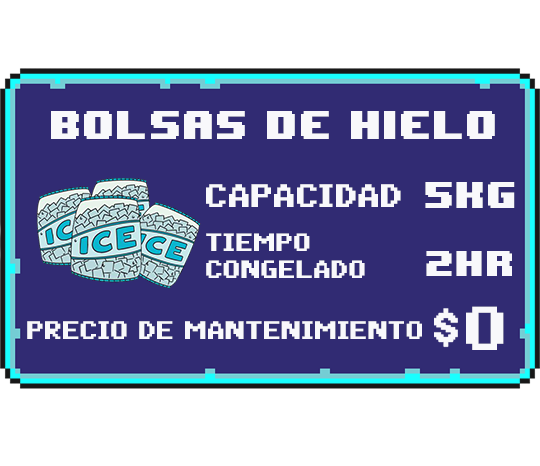 BOLSAS DE HIELO
CAPACIDAD 5KG
TIEMPO
CONGELADO 2HR
ICE
ICE
ICE
PRECIO DE MANTENIMIENTO $0